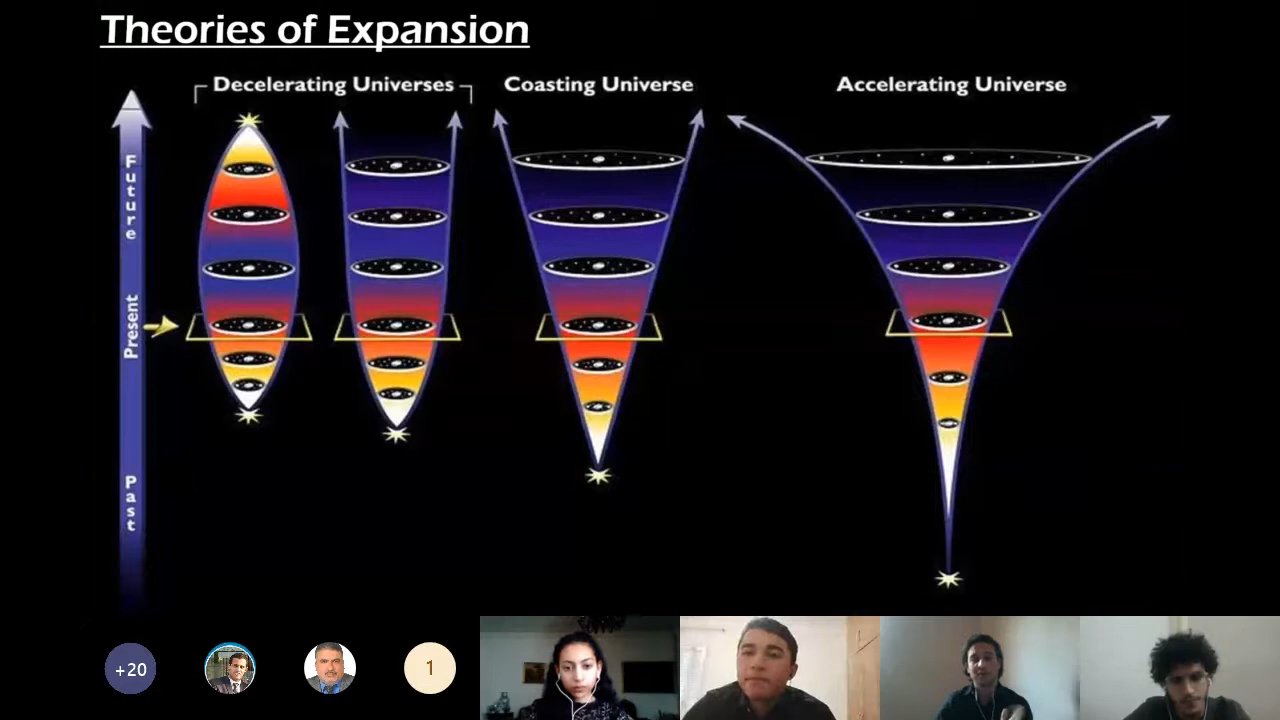 Theories of Expansion
Decelerating Universes
Coasting Universe
Accelerating Universe
Future
Present
Past
+20
1